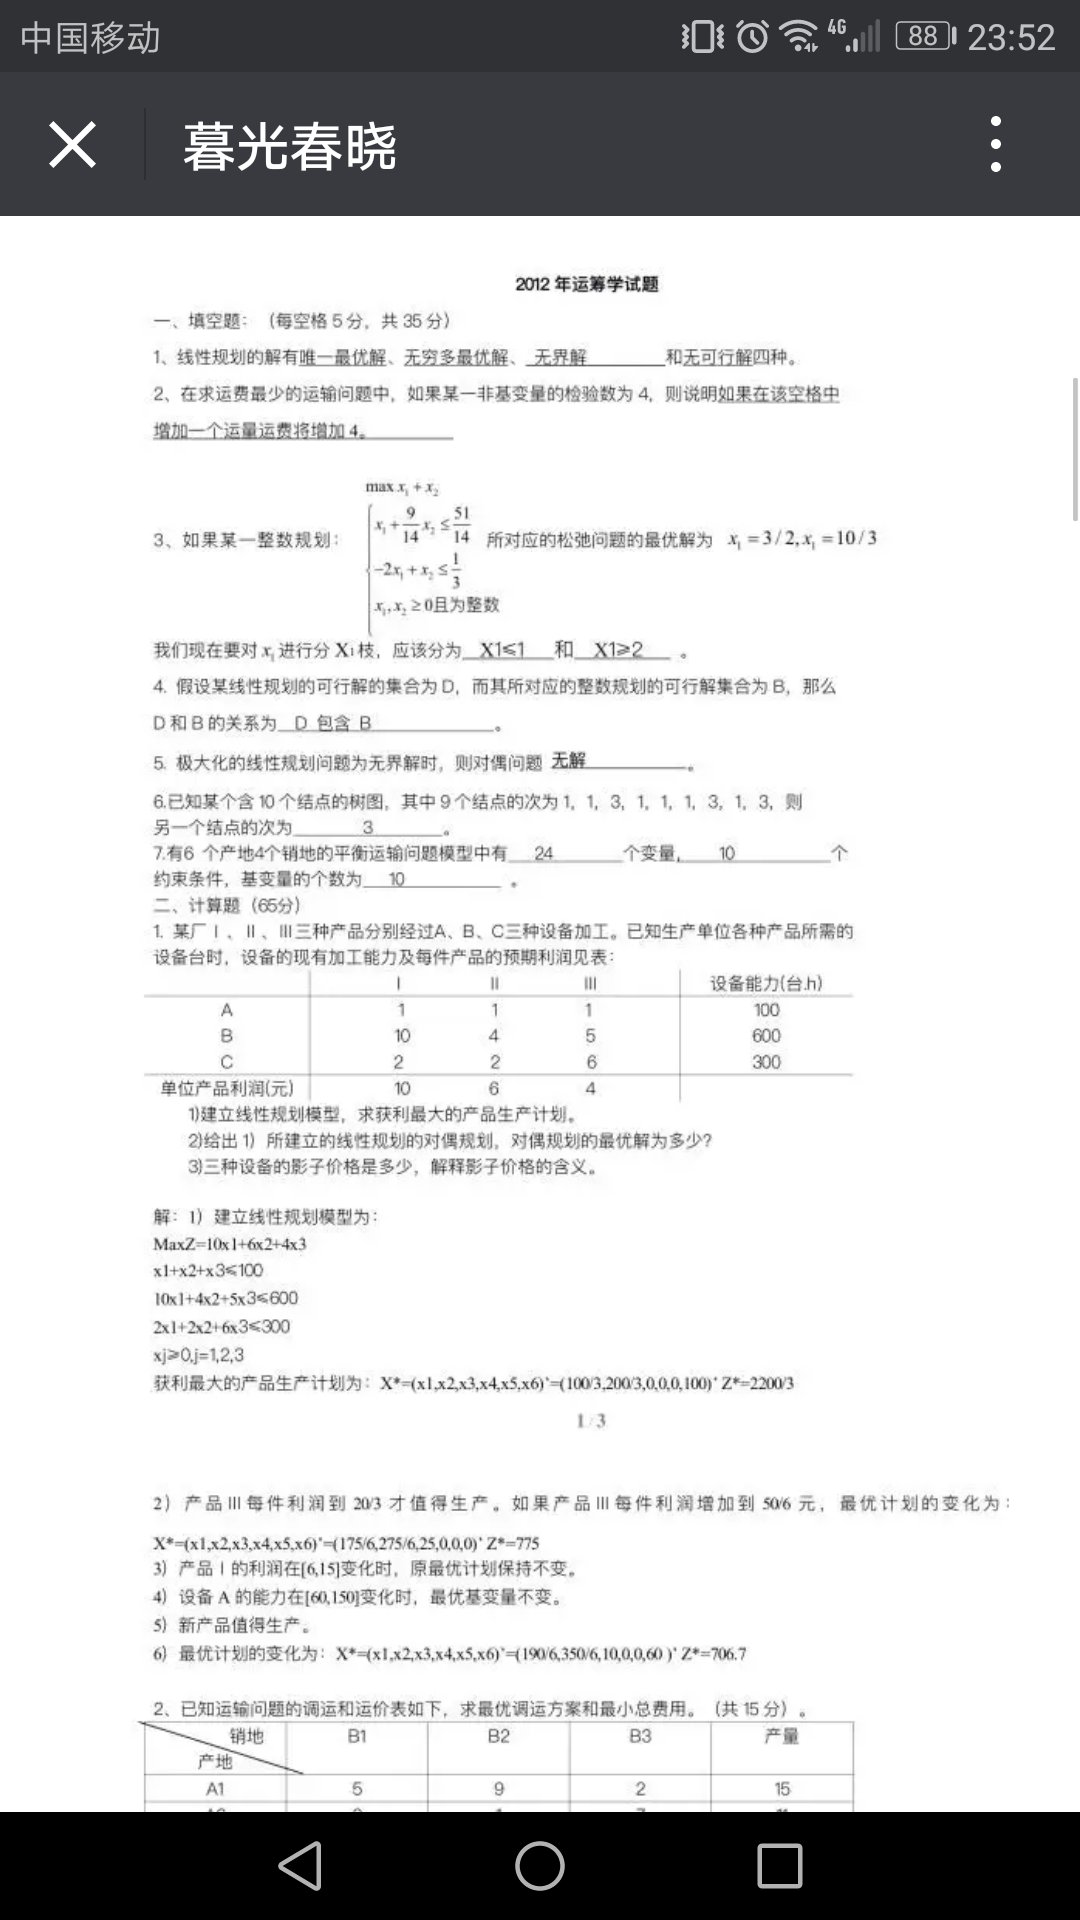 中国移动 4G 88 23:52
暮光春晓
2012 年运筹学试题
一、填空题：（每空格 5 分，共 35 分）
1、线性规划的解有唯一最优解、无穷多最优解、 无界解 和无可行解四种。
2、在求运费最少的运输问题中，如果某一非基变量的检验数为 4，则说明如果在该空格中
增加一个运量运费将增加 4。
max x₁ + x₂
x₁ + 9/14 x₂ ≤ 51/14
3、如果某一整数规划： 所对应的松弛问题的最优解为 x₁ = 3/2, x₁ = 10/3
-2x₁ + x₂ ≤ 1/3
x₁, x₂ ≥ 0且为整数
我们现在要对 x₁ 进行分 X₁ 枝，应该分为 X1≤1 和 X1≥2 。
4. 假设某线性规划的可行解的集合为 D，而其所对应的整数规划的可行解集合为 B，那么
D 和 B 的关系为 D 包含 B 。
5. 极大化的线性规划问题为无界解时，则对偶问题 无解 。
6.已知某个含 10 个结点的树图，其中 9 个结点的次为 1，1，3，1，1，1，3，1，3，则
另一个结点的次为 3 。
7.有6 个产地4个销地的平衡运输问题模型中有 24 个变量， 10 个
约束条件，基变量的个数为 10 。
二、计算题（65分）
1. 某厂Ⅰ、Ⅱ、Ⅲ三种产品分别经过A、B、C三种设备加工。已知生产单位各种产品所需的
设备台时，设备的现有加工能力及每件产品的预期利润见表：
Ⅰ Ⅱ Ⅲ 设备能力(台.h)
A 1 1 1 100
B 10 4 5 600
C 2 2 6 300
单位产品利润(元) 10 6 4
1)建立线性规划模型，求获利最大的产品生产计划。
2)给出 1）所建立的线性规划的对偶规划，对偶规划的最优解为多少?
3)三种设备的影子价格是多少，解释影子价格的含义。
解：1）建立线性规划模型为：
MaxZ=10x1+6x2+4x3
x1+x2+x3≤100
10x1+4x2+5x3≤600
2x1+2x2+6x3≤300
xj≥0,j=1,2,3
获利最大的产品生产计划为：X*=(x1,x2,x3,x4,x5,x6)'=(100/3,200/3,0,0,0,100)' Z*=2200/3
1 / 3
2）产品Ⅲ每件利润到 20/3 才值得生产。如果产品Ⅲ每件利润增加到 50/6 元，最优计划的变化为：
X*=(x1,x2,x3,x4,x5,x6)'=(175/6,275/6,25,0,0,0)' Z*=775
3）产品Ⅰ的利润在[6,15]变化时，原最优计划保持不变。
4）设备 A 的能力在[60,150]变化时，最优基变量不变。
5）新产品值得生产。
6）最优计划的变化为：X*=(x1,x2,x3,x4,x5,x6)'=(190/6,350/6,10,0,0,60 )' Z*=706.7
2、已知运输问题的调运和运价表如下，求最优调运方案和最小总费用。（共 15 分）。
销地 B1 B2 B3 产量
产地
A1 5 9 2 15